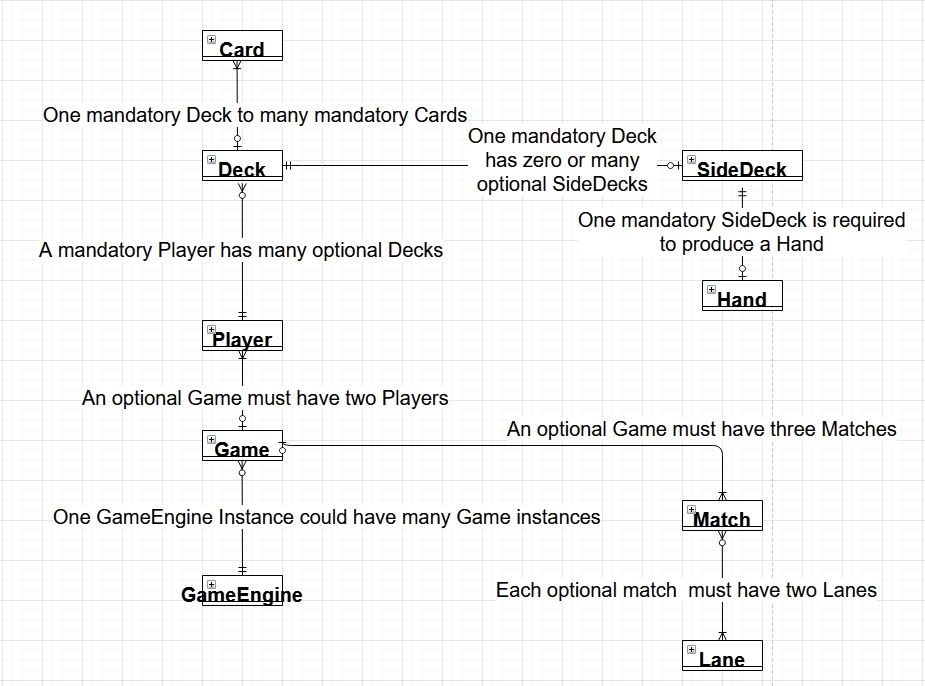 Card
One mandatory Deck to many mandatory Cards
Deck
One mandatory Deck
has zero or many
optional SideDecks
SideDeck
One mandatory SideDeck is required
to produce a Hand
Hand
A mandatory Player has many optional Decks
Player
An optional Game must have two Players
Game
An optional Game must have three Matches
Match
One GameEngine Instance could have many Game instances
GameEngine
Each optional match  must have two Lanes
Lane